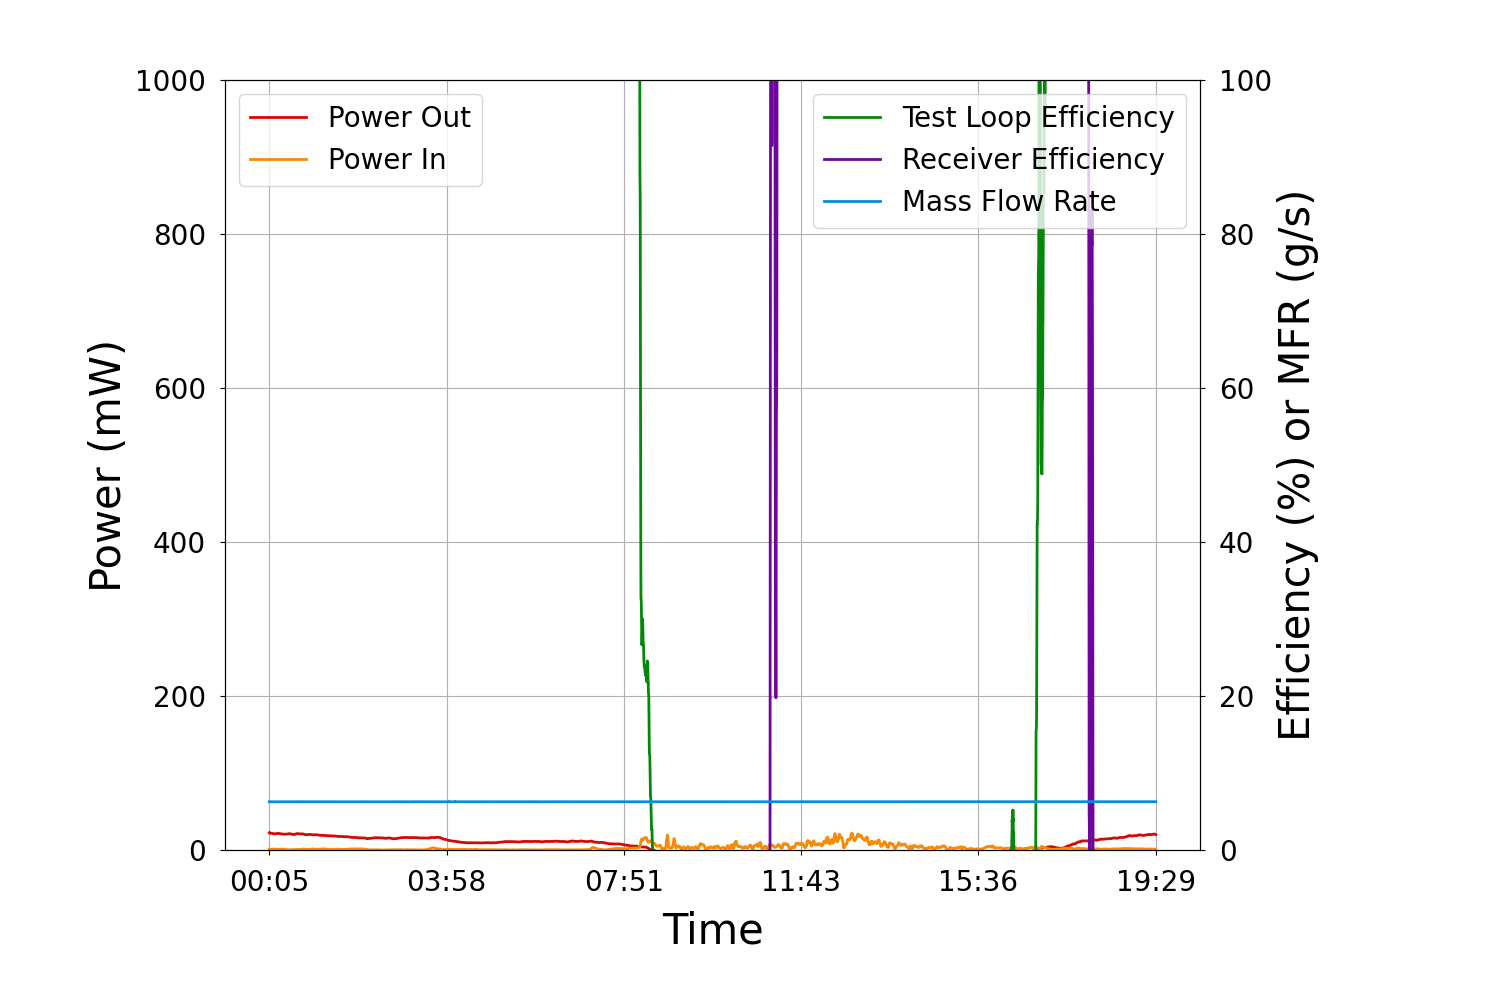 Power Out
Power In
Test Loop Efficiency
Receiver Efficiency
Mass Flow Rate
1000
800
600
400
200
0
Power (mW)
100
80
60
40
20
0
Efficiency (%) or MFR (g/s)
00:05 03:58 07:51 11:43 15:36 19:29
Time